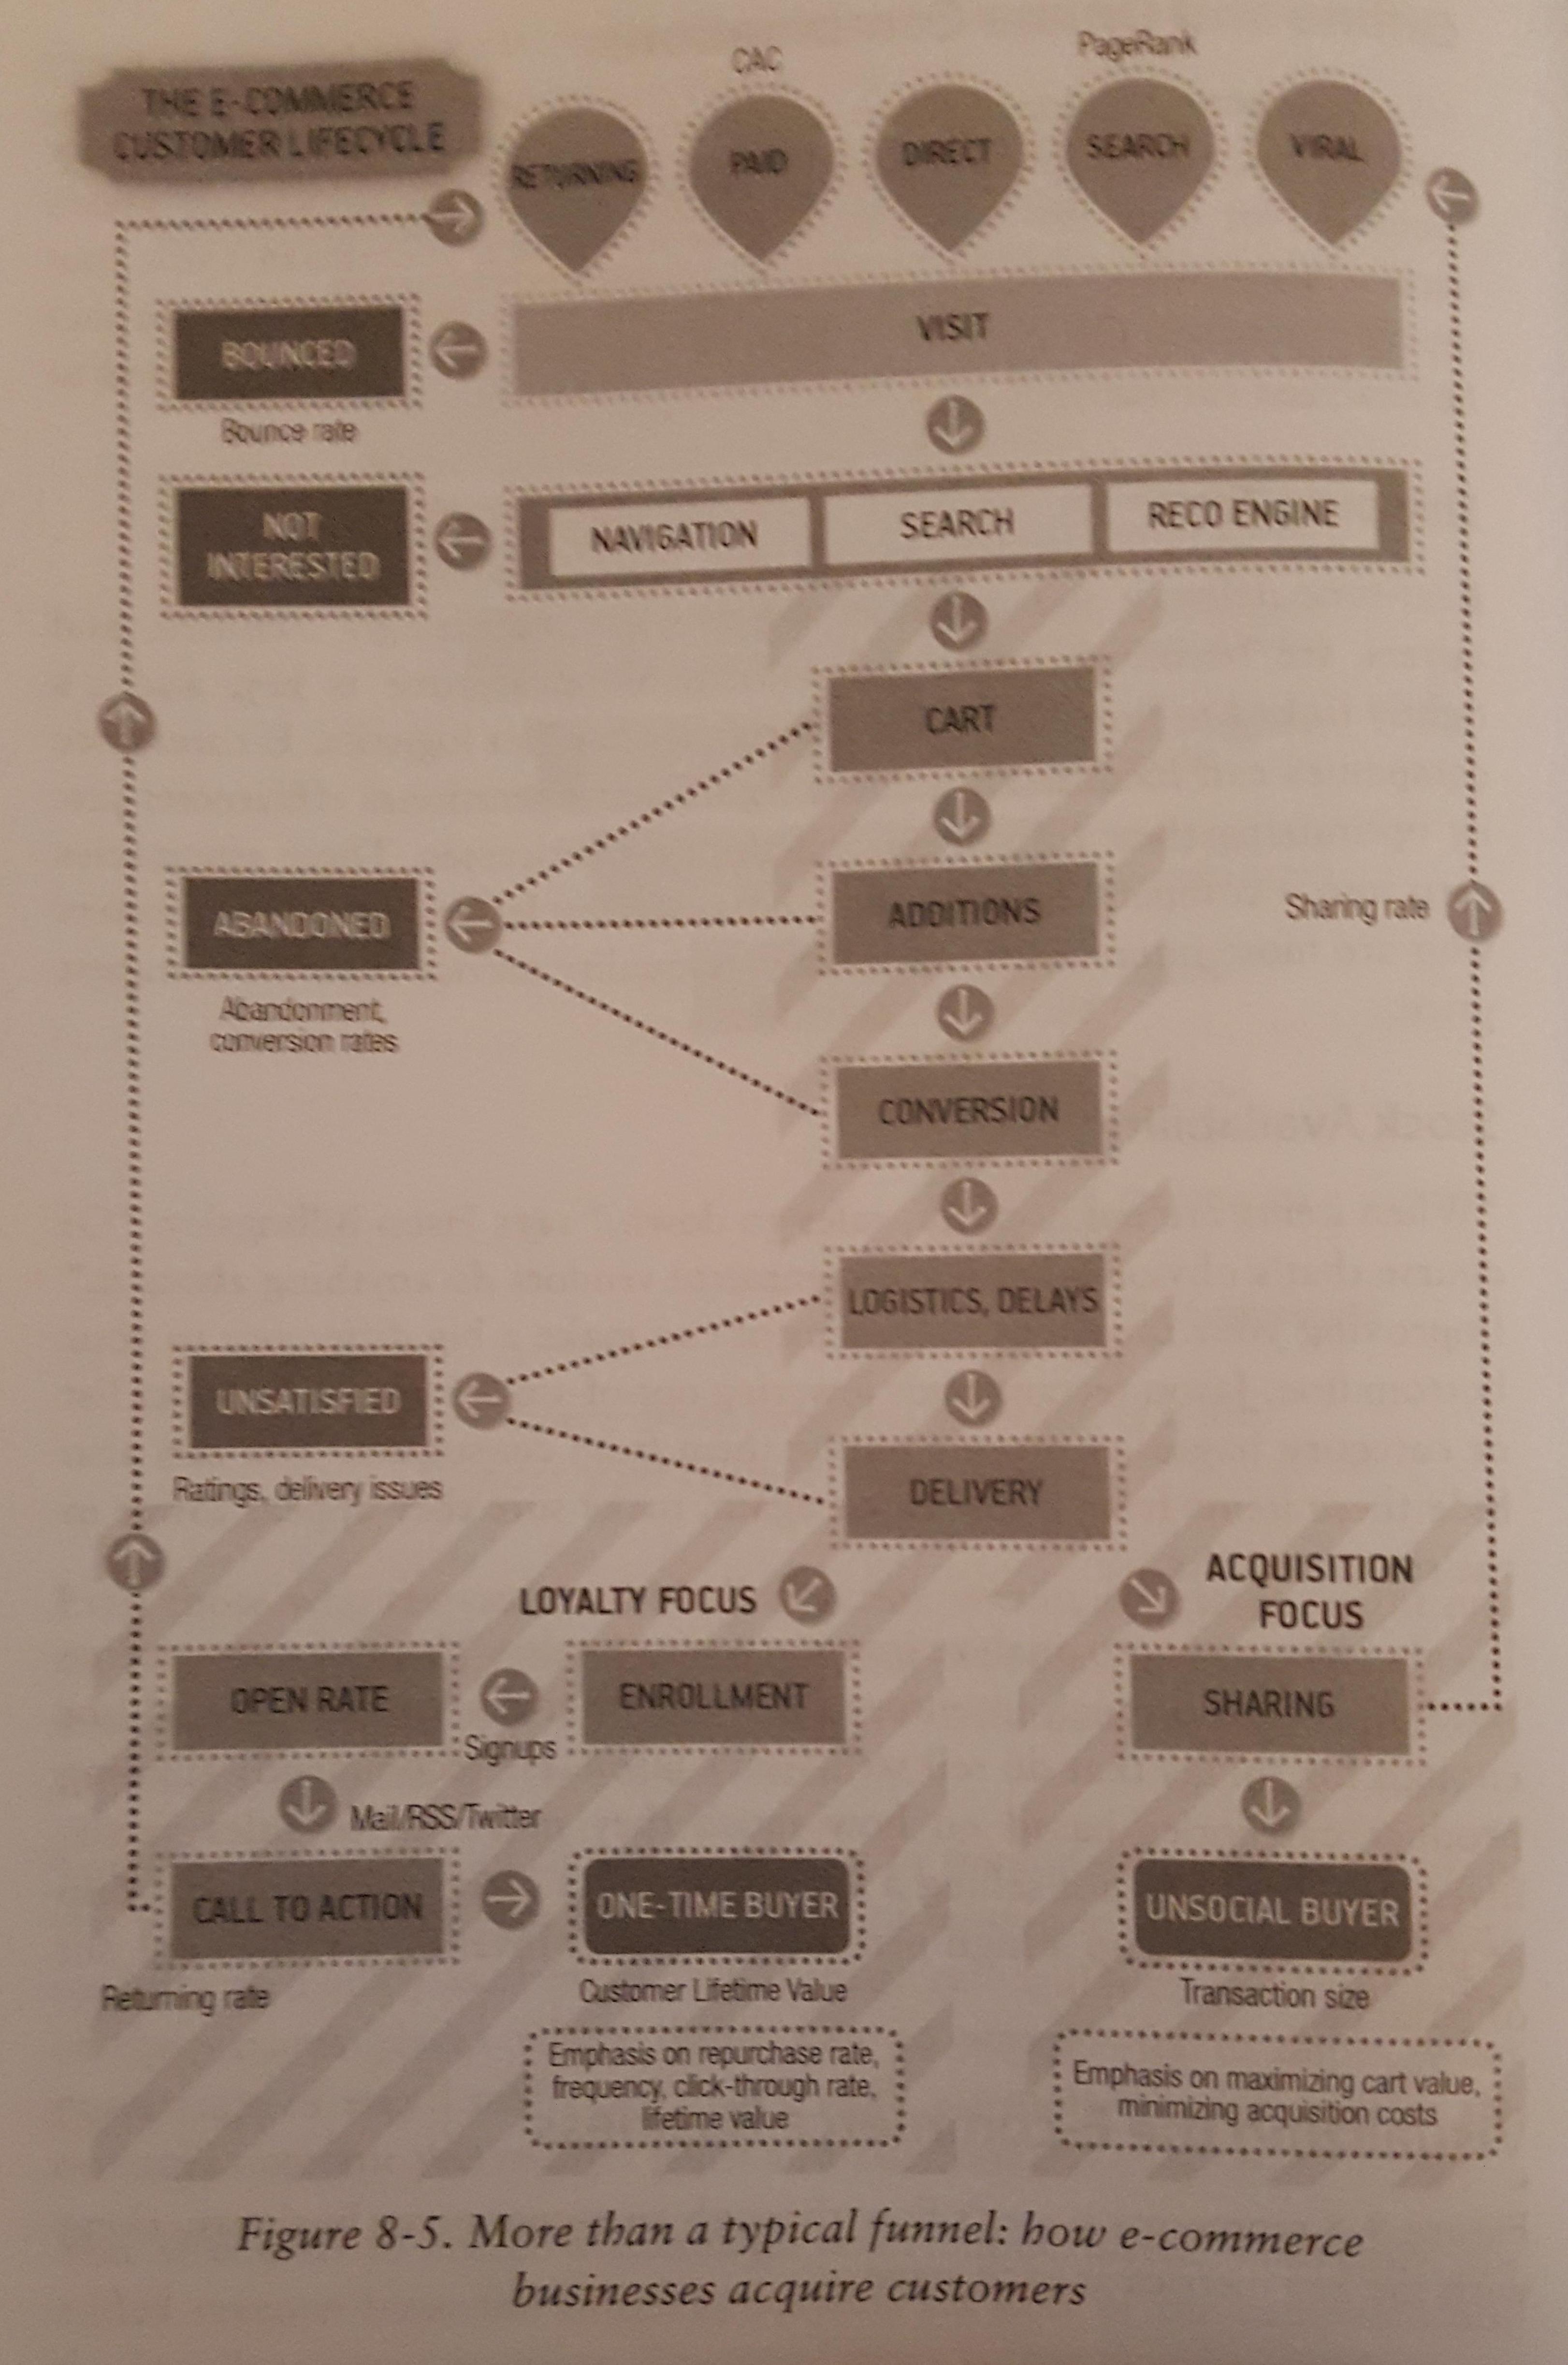 THE E-COMMERCE
CUSTOMER LIFECYCLE
CAC
PageRank
RETURNING
PAID
DIRECT
SEARCH
VIRAL
VISIT
BOUNCED
Bounce rate
NOT
INTERESTED
NAVIGATION
SEARCH
RECO ENGINE
CART
ABANDONED
Abandonment,
conversion rates
ADDITIONS
Sharing rate
CONVERSION
LOGISTICS, DELAYS
UNSATISFIED
Ratings, delivery issues
DELIVERY
LOYALTY FOCUS
ACQUISITION
FOCUS
OPEN RATE
Signups
ENROLLMENT
SHARING
Mail/RSS/Twitter
CALL TO ACTION
Returning rate
ONE-TIME BUYER
Customer Lifetime Value
UNSOCIAL BUYER
Transaction size
Emphasis on repurchase rate,
frequency, click-through rate,
lifetime value
Emphasis on maximizing cart value,
minimizing acquisition costs
Figure 8-5. More than a typical funnel: how e-commerce
businesses acquire customers